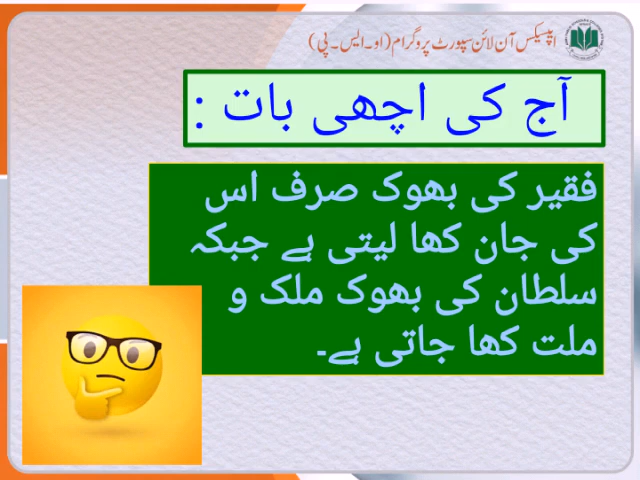 اپیکس آن لائن سپورٹ پروگرام (او۔ایس۔پی)
آج کی اچھی بات :
فقیر کی بھوک صرف اس
کی جان کھا لیتی ہے جبکہ
سلطان کی بھوک ملک و
ملت کھا جاتی ہے۔